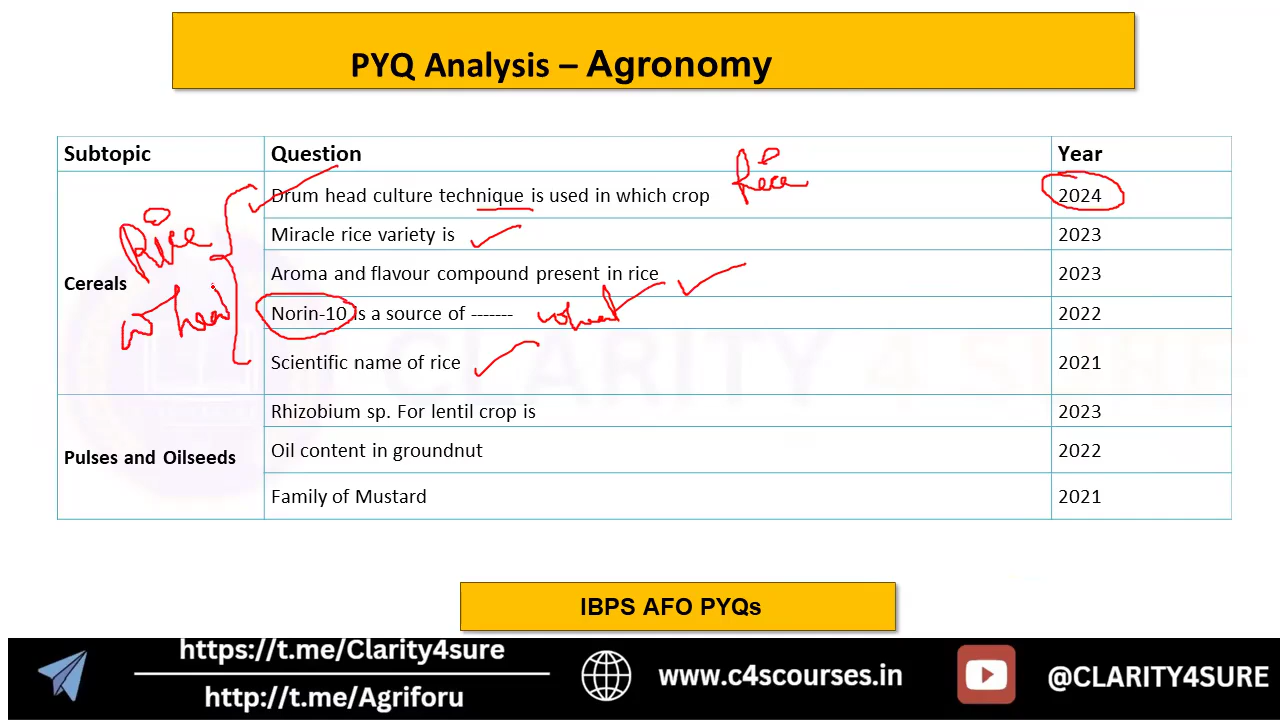 PYQ Analysis – Agronomy
Subtopic Question Year
Drum head culture technique is used in which crop Rice 2024
Miracle rice variety is 2023
Rice
Aroma and flavour compound present in rice 2023
Cereals
wheat
Norin-10 is a source of ------- wheat 2022
Scientific name of rice 2021
CLARITY 4 SURE
Rhizobium sp. For lentil crop is 2023
Pulses and Oilseeds
Oil content in groundnut 2022
Family of Mustard 2021
IBPS AFO PYQs
https://t.me/Clarity4sure
http://t.me/Agriforu
www.c4scourses.in
@CLARITY4SURE